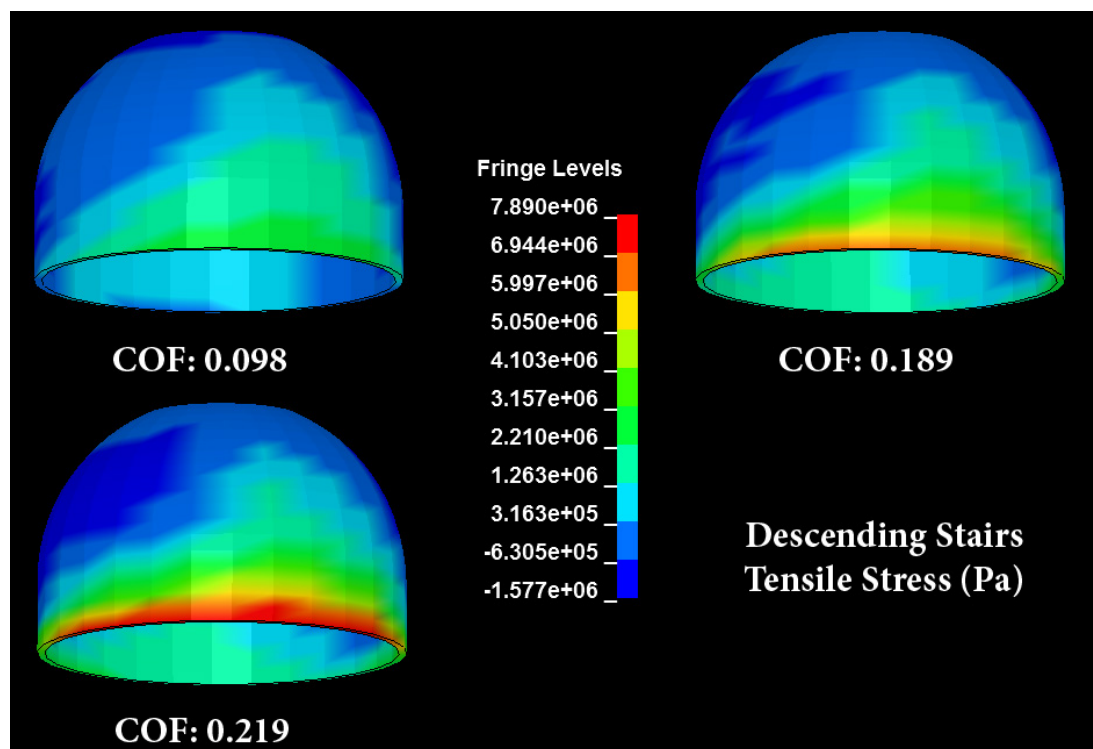 Fringe Levels
7.890e+06
6.944e+06
5.997e+06
5.050e+06
4.103e+06
3.157e+06
2.210e+06
1.263e+06
3.163e+05
-6.305e+05
-1.577e+06
COF: 0.098
COF: 0.189
COF: 0.219
Descending Stairs
Tensile Stress (Pa)